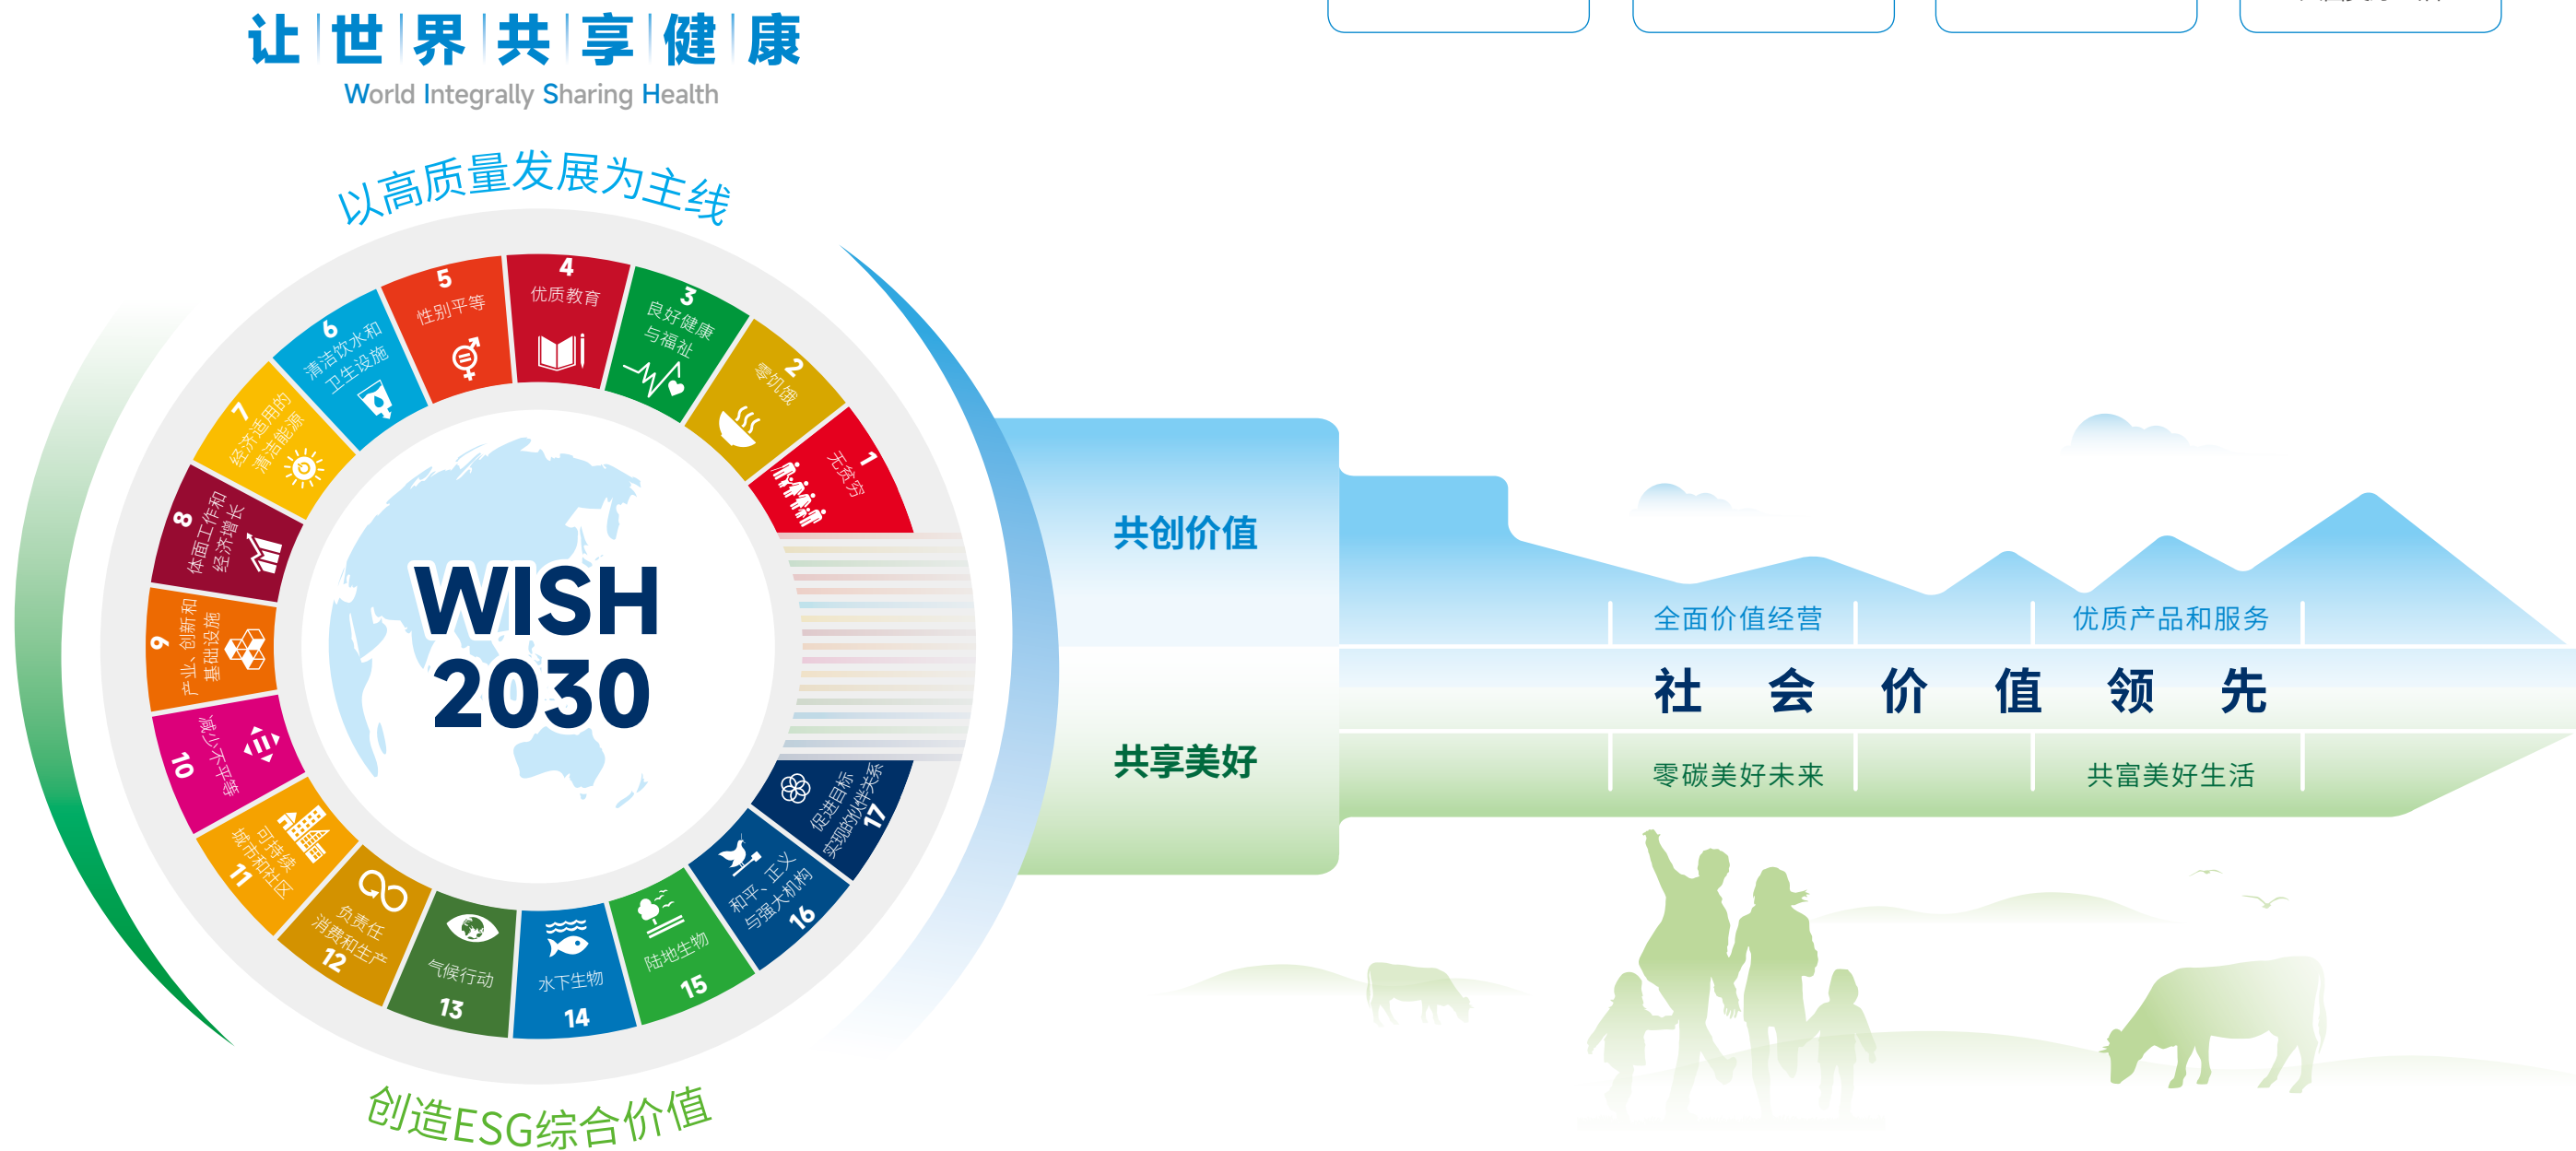 让世界共享健康
World Integrally Sharing Health
以高质量发展为主线
1
无贫穷
2
零饥饿
3
良好健康
与福祉
4
优质教育
5
性别平等
6
清洁饮水和
卫生设施
7
经济适用的
清洁能源
8
体面工作和
经济增长
9
产业、创新和
基础设施
10
减少不平等
11
可持续
城市和社区
12
负责任
消费和生产
13
气候行动
14
水下生物
15
陆地生物
16
和平、正义
与强大机构
17
促进目标
实现的伙伴关系
WISH
2030
创造ESG综合价值
共创价值
共享美好
全面价值经营
优质产品和服务
社会价值领先
零碳美好未来
共富美好生活